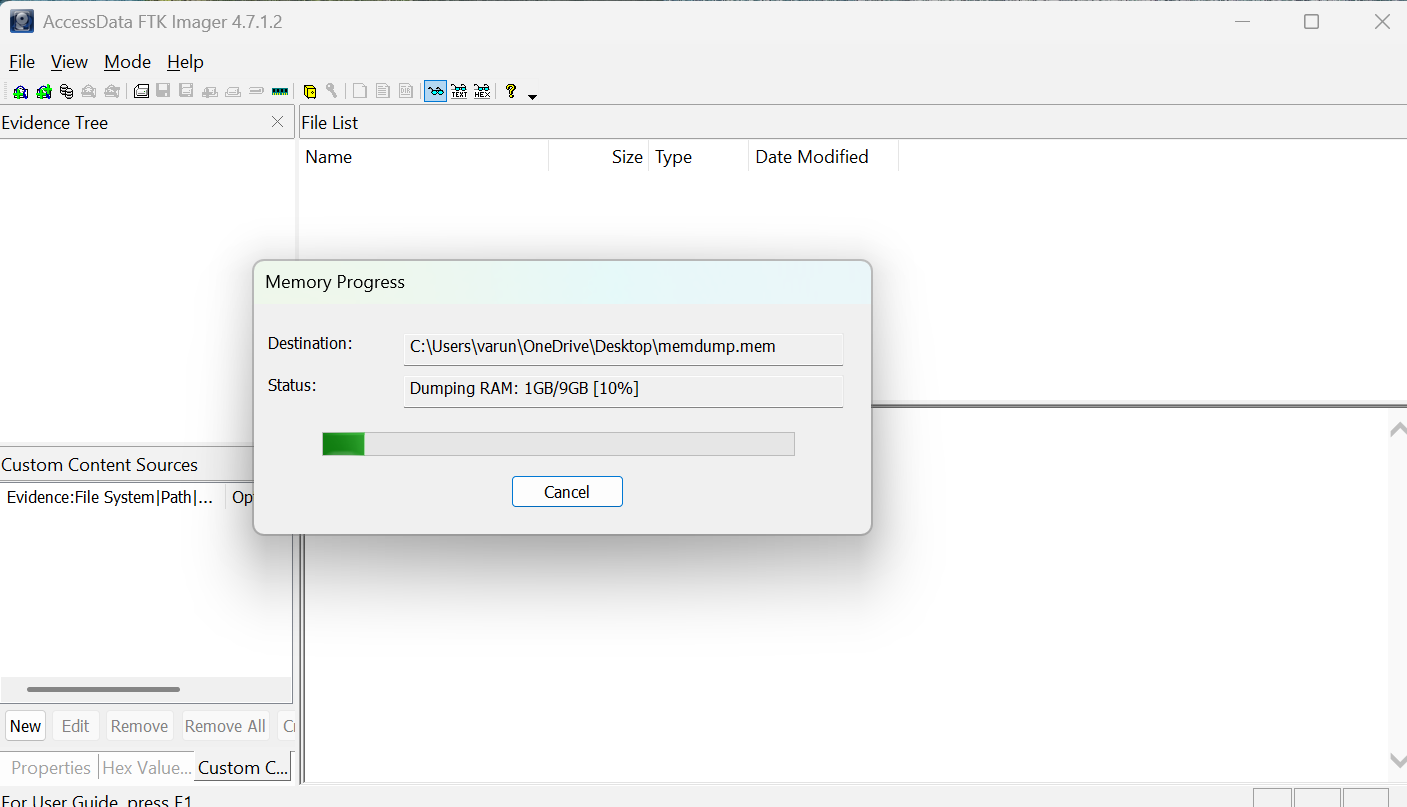 AccessData FTK Imager 4.7.1.2
File View Mode Help
TEXT HEX
Evidence Tree
File List
Name Size Type Date Modified
Memory Progress
Destination: C:\Users\varun\OneDrive\Desktop\memdump.mem
Status: Dumping RAM: 1GB/9GB [10%]
Cancel
Custom Content Sources
Evidence:File System|Path|... Op
New Edit Remove Remove All
Properties Hex Value... Custom C...
For User Guide, press F1